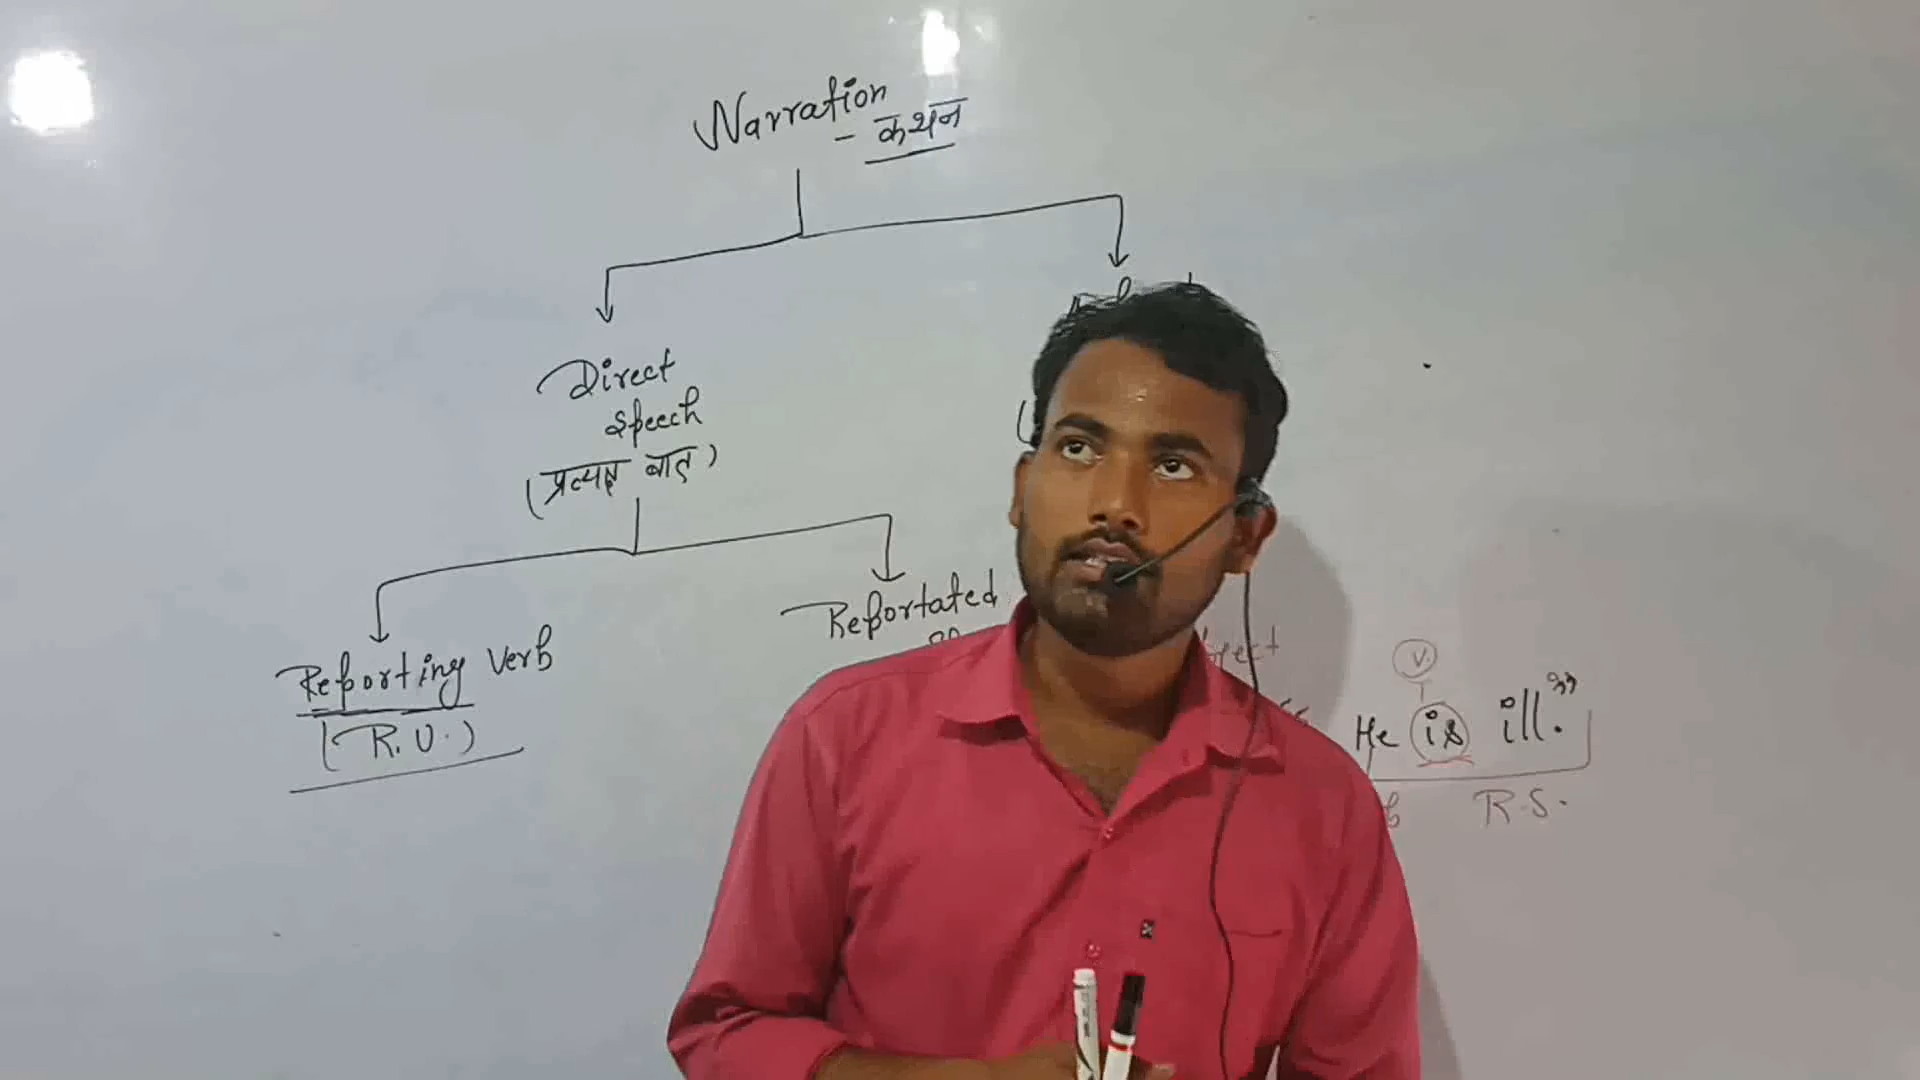 Narration
- कथन
Direct
speech
(प्रत्यक्ष बात)
Reportated
Reporting verb
(R.V.)
V.
He is ill.”
R.S.